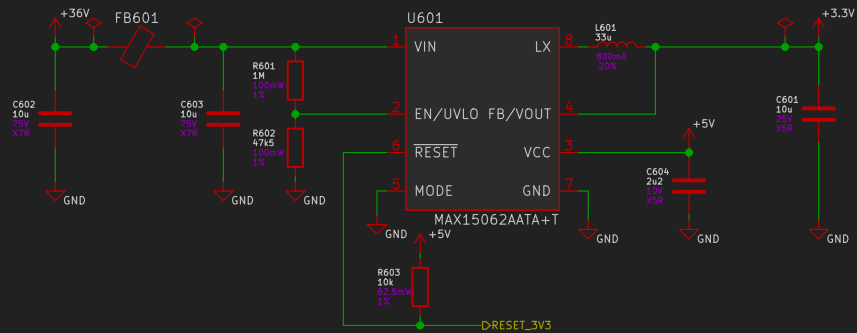 +36V
FB601
C602
10u
75V
X7R
GND
C603
10u
75V
X7R
GND
R601
1M
100mW
1%
R602
47k5
100mW
1%
GND
U601
1 VIN
2 EN/UVLO
6 RESET
5 MODE
LX 8
FB/VOUT 4
VCC 3
GND 7
MAX15062AATA+T
GND
L601
33u
800mA
20%
+3.3V
C601
10u
25V
X5R
GND
+5V
C604
2u2
10V
X5R
GND
GND
+5V
R603
10k
62.5mW
1%
RESET_3V3